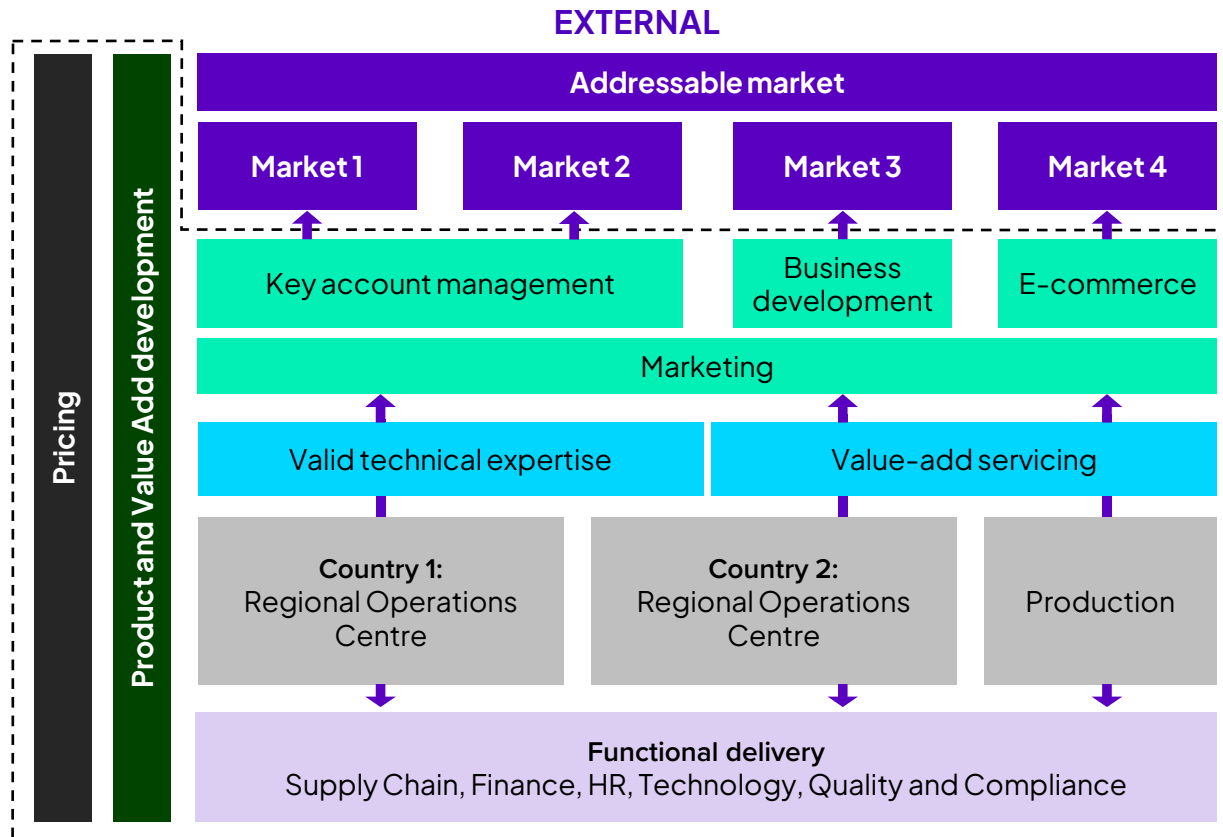 EXTERNAL
Pricing
Product and Value Add development
Addressable market
Market 1
Market 2
Market 3
Market 4
Key account management
Business
development
E-commerce
Marketing
Valid technical expertise
Value-add servicing
Country 1:
Regional Operations
Centre
Country 2:
Regional Operations
Centre
Production
Functional delivery
Supply Chain, Finance, HR, Technology, Quality and Compliance